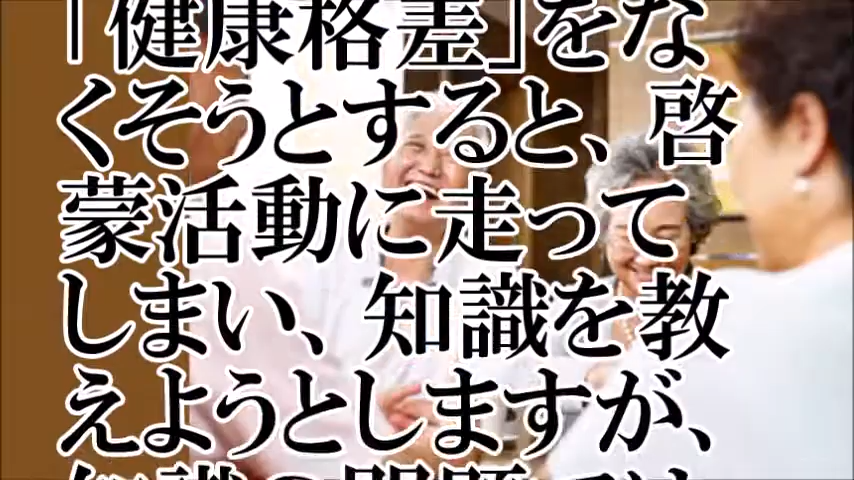 「健康格差」をな
くそうとすると、啓
蒙活動に走って
しまい、知識を教
えようとしますが、